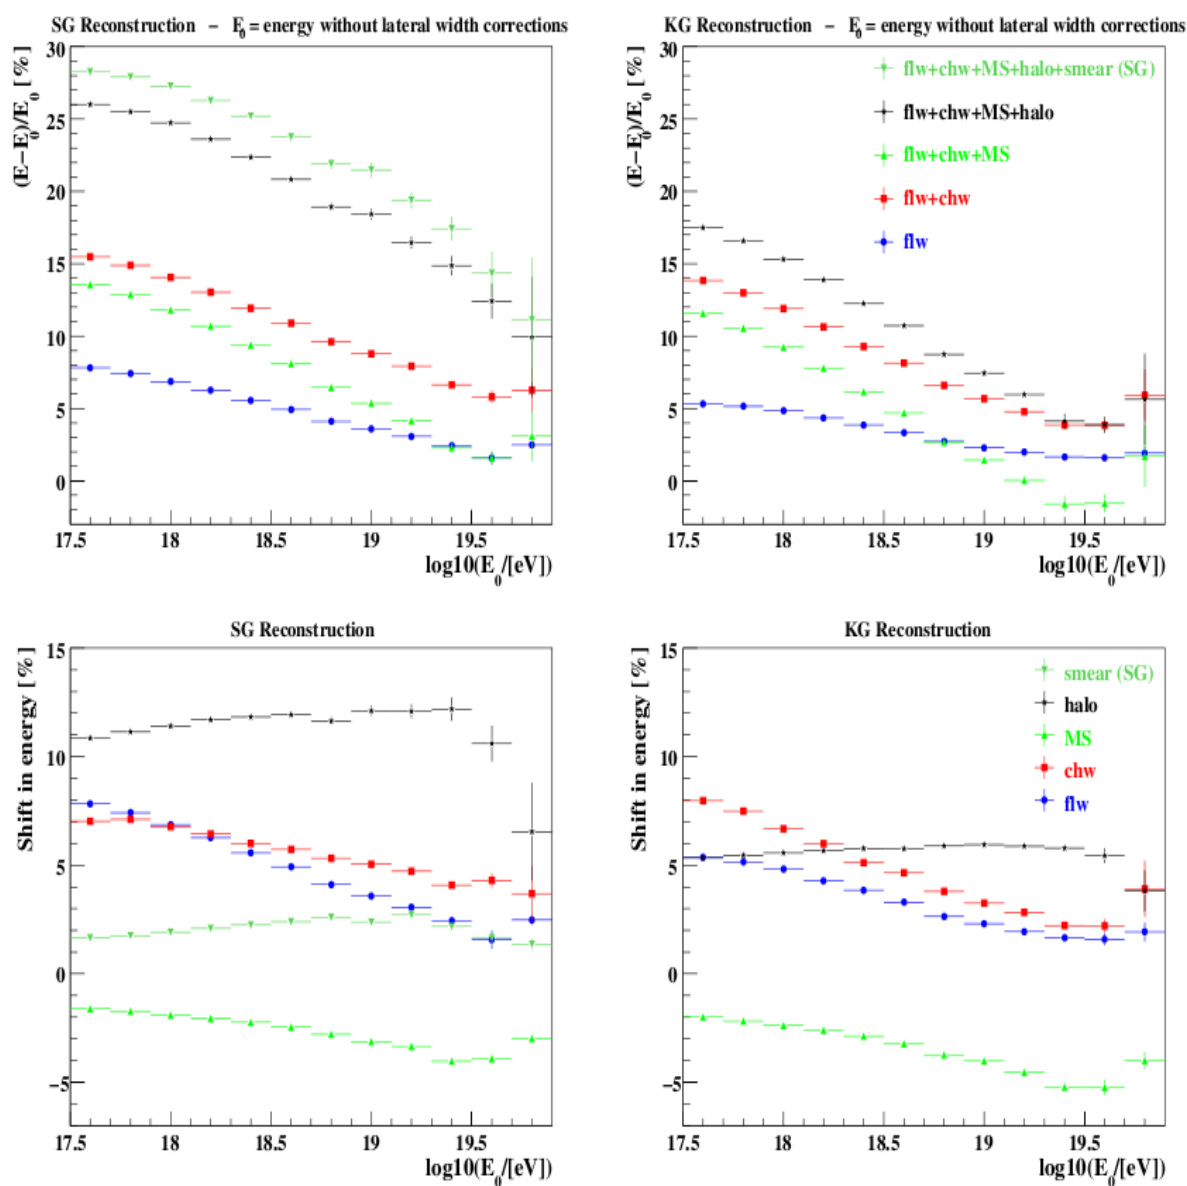 SG Reconstruction – E0 = energy without lateral width corrections
(E−E0)/E0 [%]
30
25
20
15
10
5
0
17.5 18 18.5 19 19.5
log10(E0/[eV])
KG Reconstruction – E0 = energy without lateral width corrections
(E−E0)/E0 [%]
30
25
20
15
10
5
0
flw+chw+MS+halo+smear (SG)
flw+chw+MS+halo
flw+chw+MS
flw+chw
flw
17.5 18 18.5 19 19.5
log10(E0/[eV])
SG Reconstruction
Shift in energy [%]
15
10
5
0
−5
17.5 18 18.5 19 19.5
log10(E0/[eV])
KG Reconstruction
Shift in energy [%]
15
10
5
0
−5
smear (SG)
halo
MS
chw
flw
17.5 18 18.5 19 19.5
log10(E0/[eV])